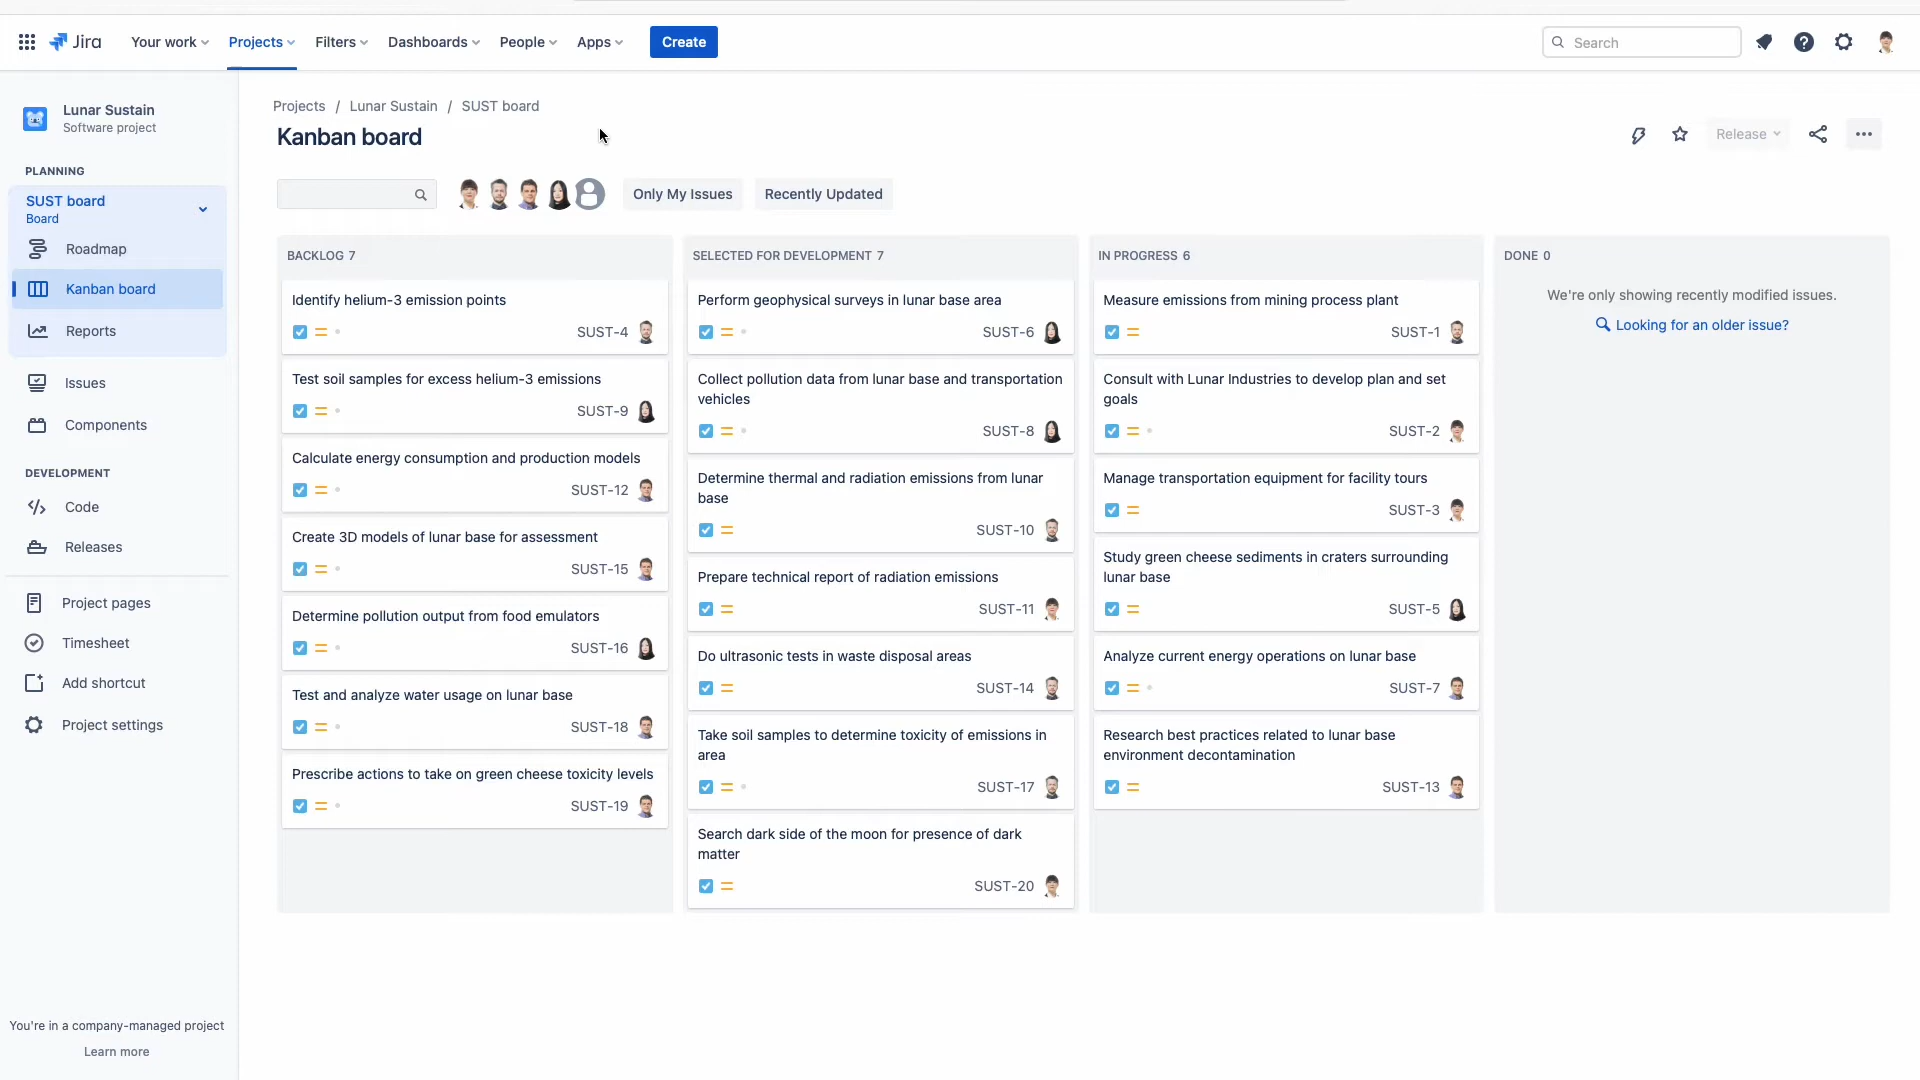 Jira
Your work
Projects
Filters
Dashboards
People
Apps
Create
Search
Lunar Sustain
Software project
PLANNING
SUST board
Board
Roadmap
Kanban board
Reports
Issues
Components
DEVELOPMENT
Code
Releases
Project pages
Timesheet
Add shortcut
Project settings
You're in a company-managed project
Learn more
Projects / Lunar Sustain / SUST board
Kanban board
Release
Only My Issues
Recently Updated
BACKLOG 7
Identify helium-3 emission points
SUST-4
Test soil samples for excess helium-3 emissions
SUST-9
Calculate energy consumption and production models
SUST-12
Create 3D models of lunar base for assessment
SUST-15
Determine pollution output from food emulators
SUST-16
Test and analyze water usage on lunar base
SUST-18
Prescribe actions to take on green cheese toxicity levels
SUST-19
SELECTED FOR DEVELOPMENT 7
Perform geophysical surveys in lunar base area
SUST-6
Collect pollution data from lunar base and transportation
vehicles
SUST-8
Determine thermal and radiation emissions from lunar
base
SUST-10
Prepare technical report of radiation emissions
SUST-11
Do ultrasonic tests in waste disposal areas
SUST-14
Take soil samples to determine toxicity of emissions in
area
SUST-17
Search dark side of the moon for presence of dark
matter
SUST-20
IN PROGRESS 6
Measure emissions from mining process plant
SUST-1
Consult with Lunar Industries to develop plan and set
goals
SUST-2
Manage transportation equipment for facility tours
SUST-3
Study green cheese sediments in craters surrounding
lunar base
SUST-5
Analyze current energy operations on lunar base
SUST-7
Research best practices related to lunar base
environment decontamination
SUST-13
DONE 0
We're only showing recently modified issues.
Looking for an older issue?